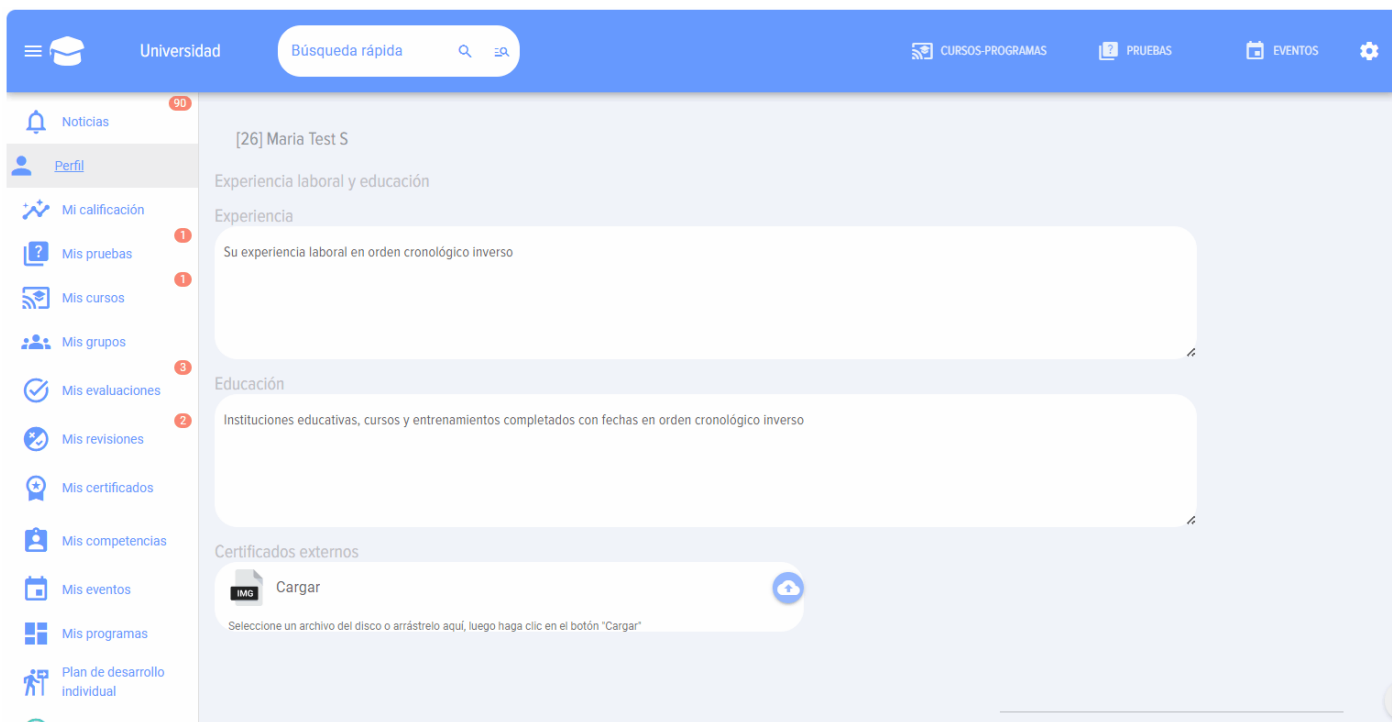 Universidad
Búsqueda rápida
CURSOS-PROGRAMAS
? PRUEBAS
EVENTOS
90
Noticias
Perfil
Mi calificación
1
? Mis pruebas
1
Mis cursos
Mis grupos
3
Mis evaluaciones
2
Mis revisiones
Mis certificados
Mis competencias
Mis eventos
Mis programas
Plan de desarrollo
individual
[26] Maria Test S
Experiencia laboral y educación
Experiencia
Su experiencia laboral en orden cronológico inverso
Educación
Instituciones educativas, cursos y entrenamientos completados con fechas en orden cronológico inverso
Certificados externos
IMG Cargar
Seleccione un archivo del disco o arrástrelo aquí, luego haga clic en el botón "Cargar"